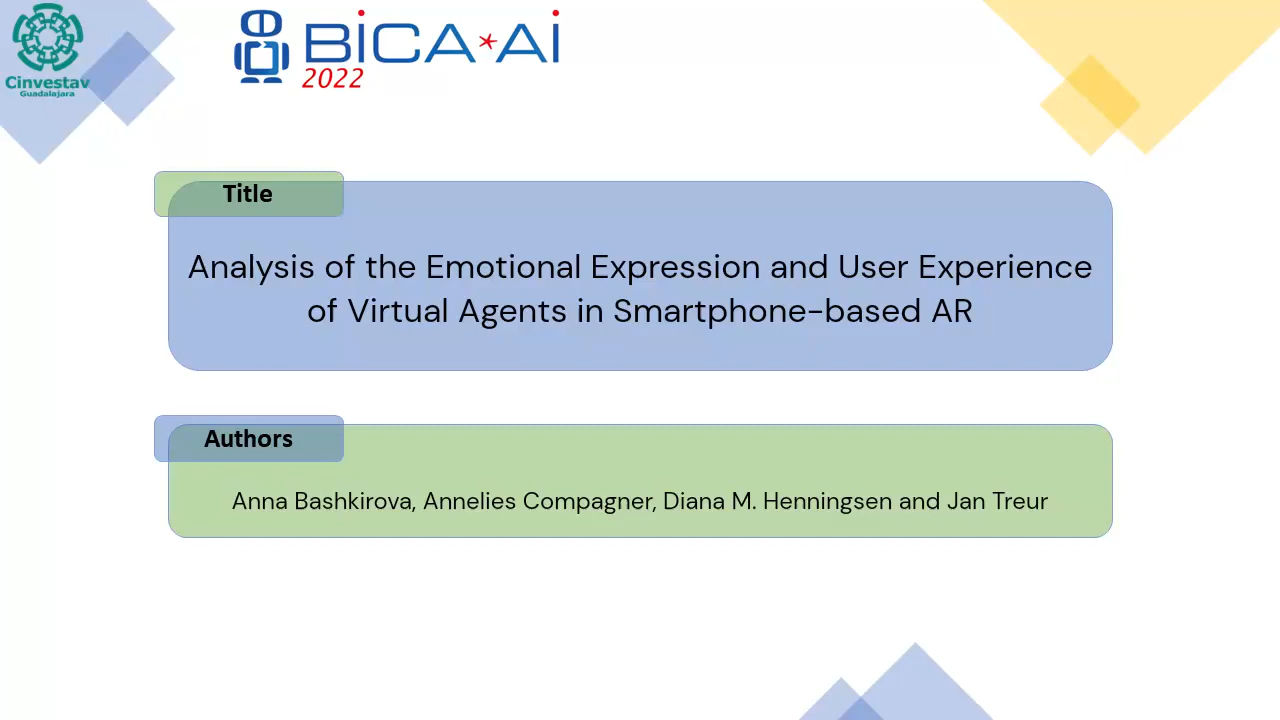 Cinvestav
Guadalajara
BiCA*Ai
2022
Title
Analysis of the Emotional Expression and User Experience
of Virtual Agents in Smartphone-based AR
Authors
Anna Bashkirova, Annelies Compagner, Diana M. Henningsen and Jan Treur